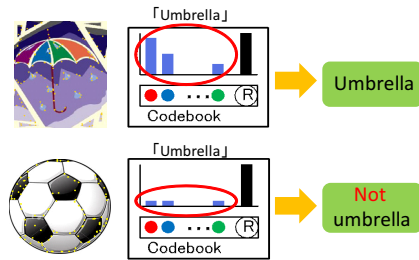 「Umbrella」
...
R
Codebook
Umbrella
「Umbrella」
...
R
Codebook
Not
umbrella